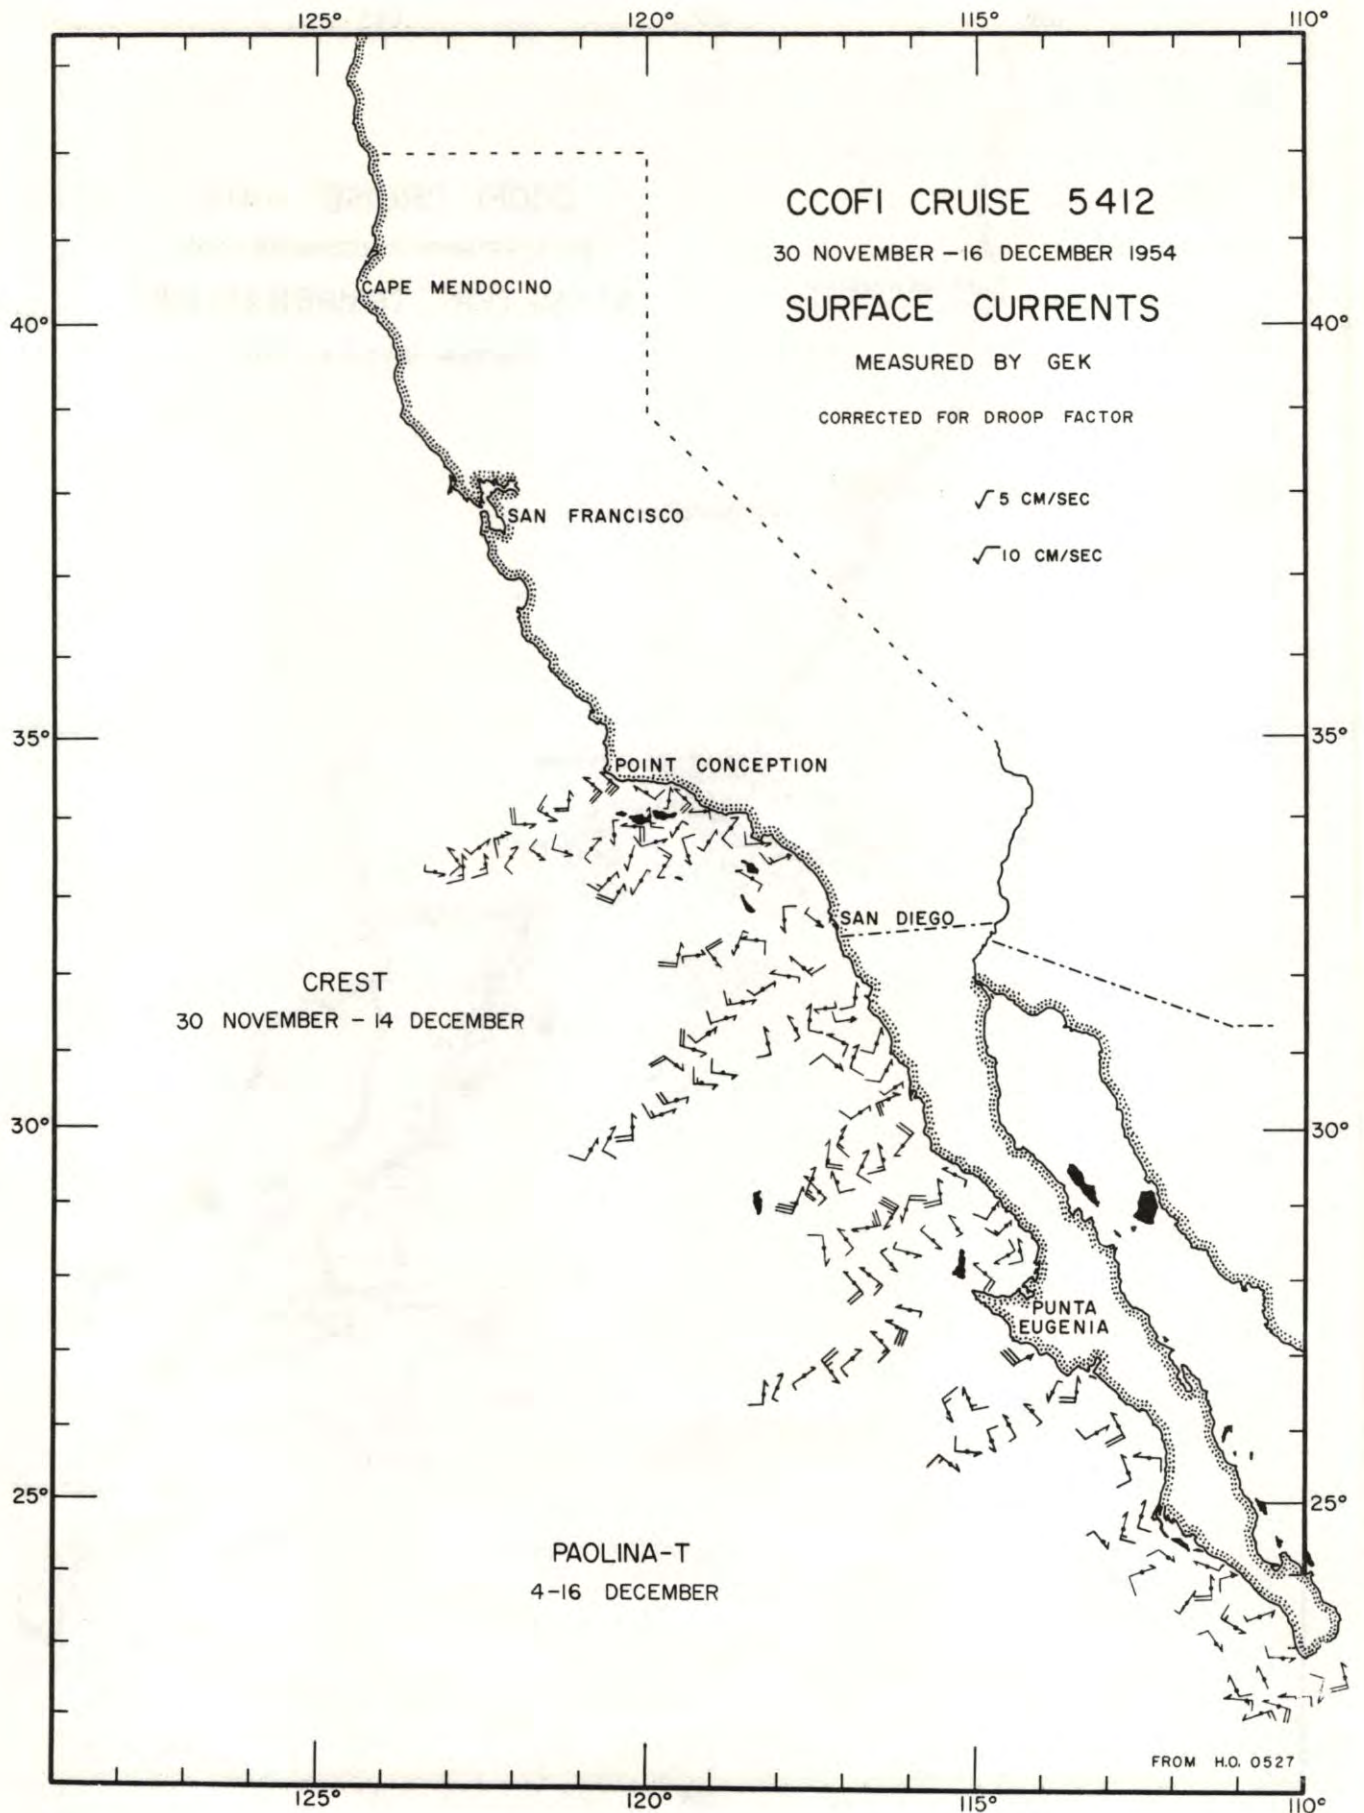 125° 120° 115° 110°
CCOFI CRUISE 5412
30 NOVEMBER – 16 DECEMBER 1954
SURFACE CURRENTS
MEASURED BY GEK
CORRECTED FOR DROOP FACTOR
5 CM/SEC
10 CM/SEC
CAPE MENDOCINO
40° 40°
SAN FRANCISCO
35° 35°
POINT CONCEPTION
SAN DIEGO
CREST
30 NOVEMBER – 14 DECEMBER
30° 30°
PUNTA
EUGENIA
25° 25°
PAOLINA-T
4-16 DECEMBER
FROM H.O. 0527
125° 120° 115° 110°